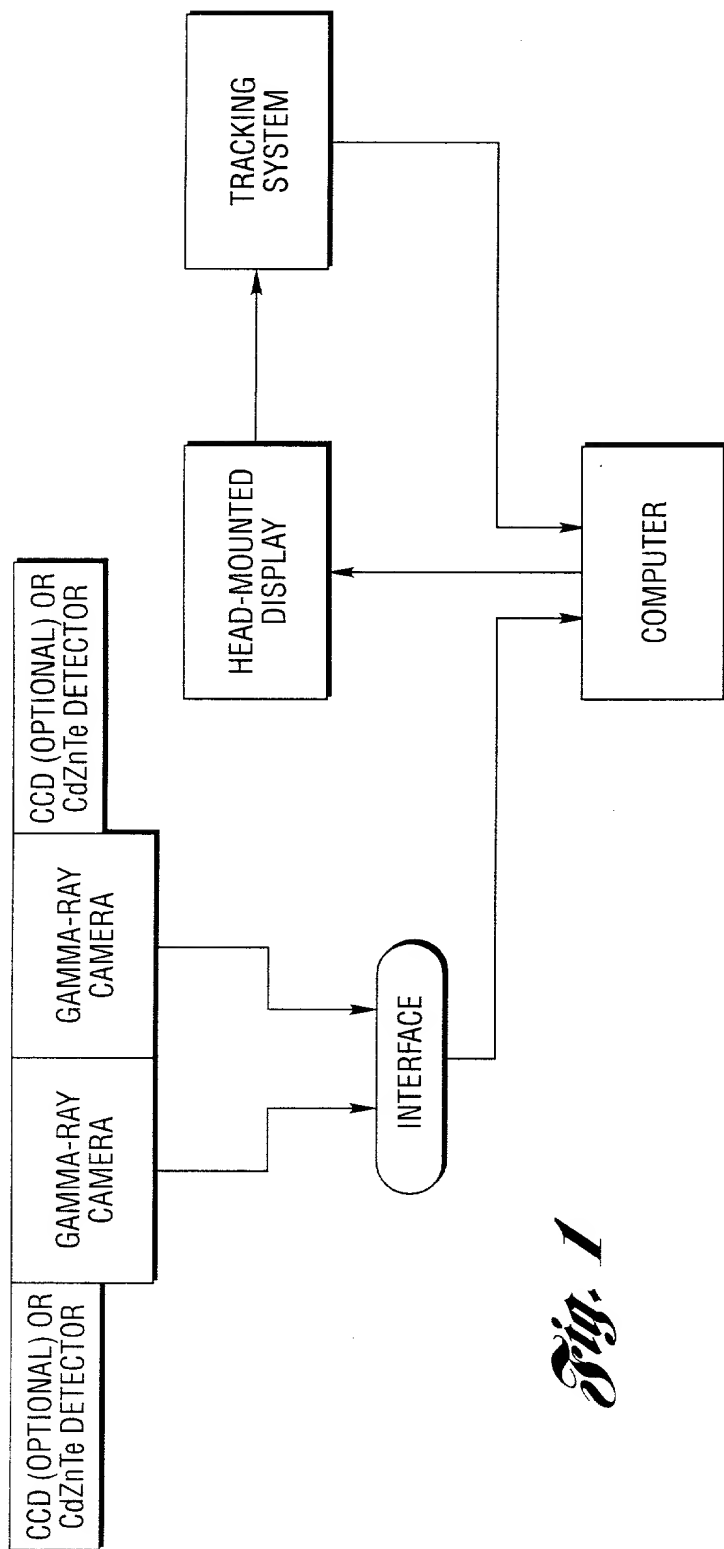 CCD (OPTIONAL) OR
CdZnTe DETECTOR
GAMMA-RAY
CAMERA
GAMMA-RAY
CAMERA
CCD (OPTIONAL) OR
CdZnTe DETECTOR
INTERFACE
HEAD-MOUNTED
DISPLAY
TRACKING
SYSTEM
COMPUTER
Fig. 1